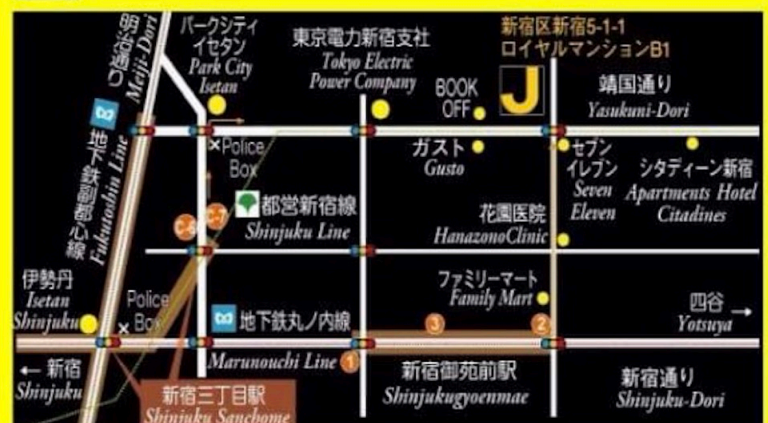 新宿区新宿5-1-1
ロイヤルマンションB1
J
明治通り
Meiji-Dori
パークシティ
イセタン
Park City
Isetan
東京電力新宿支社
Tokyo Electric
Power Company
BOOK
OFF
靖国通り
Yasukuni-Dori
Police
Box
ガスト
Gusto
セブン
イレブン
Seven
Eleven
シタディーン新宿
Apartments Hotel
Citadines
地下鉄副都心線
Fukutoshin Line
C-6
C-7
都営新宿線
Shinjuku Line
花園医院
HanazonoClinic
伊勢丹
Isetan
Shinjuku
Police
Box
地下鉄丸ノ内線
Marunouchi Line
ファミリーマート
Family Mart
四谷
Yotsuya
1
3
2
新宿
Shinjuku
新宿三丁目駅
Shinjuku Sanchome
新宿御苑前駅
Shinjukugyoenmae
新宿通り
Shinjuku-Dori